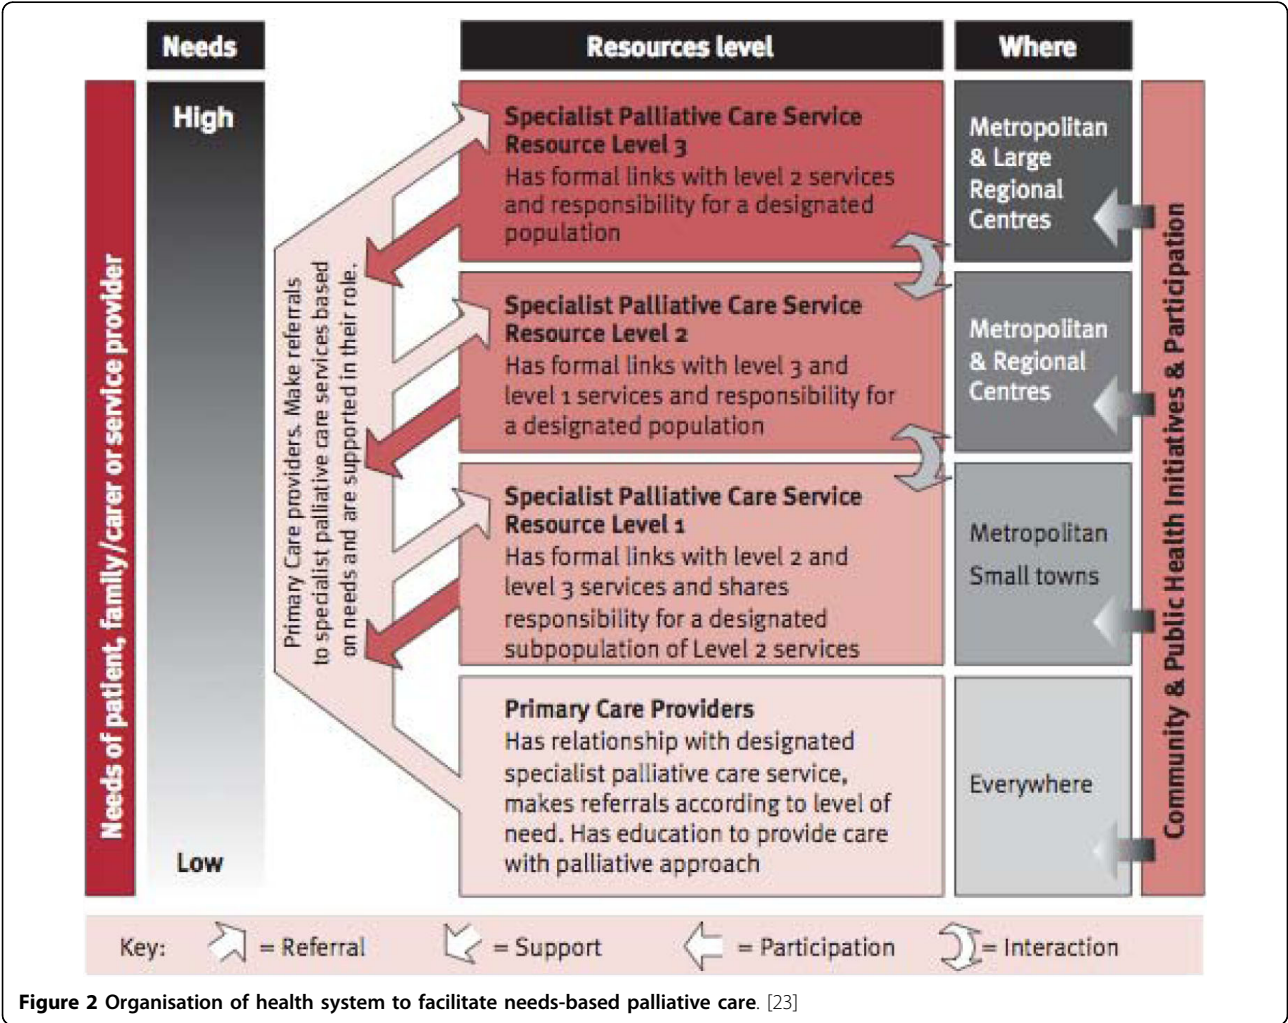 Needs
Resources level
Where
Needs of patient, family/carer or service provider
High
Low
Primary Care providers. Make referrals
to specialist palliative care services based
on needs and are supported in their role.
Specialist Palliative Care Service
Resource Level 3
Has formal links with level 2 services
and responsibility for a designated
population
Metropolitan
& Large
Regional
Centres
Specialist Palliative Care Service
Resource Level 2
Has formal links with level 3 and
level 1 services and responsibility for
a designated population
Metropolitan
& Regional
Centres
Specialist Palliative Care Service
Resource Level 1
Has formal links with level 2 and
level 3 services and shares
responsibility for a designated
subpopulation of Level 2 services
Metropolitan
Small towns
Primary Care Providers
Has relationship with designated
specialist palliative care service,
makes referrals according to level of
need. Has education to provide care
with palliative approach
Everywhere
Community & Public Health Initiatives & Participation
Key: = Referral = Support = Participation = Interaction
Figure 2 Organisation of health system to facilitate needs-based palliative care. [23]